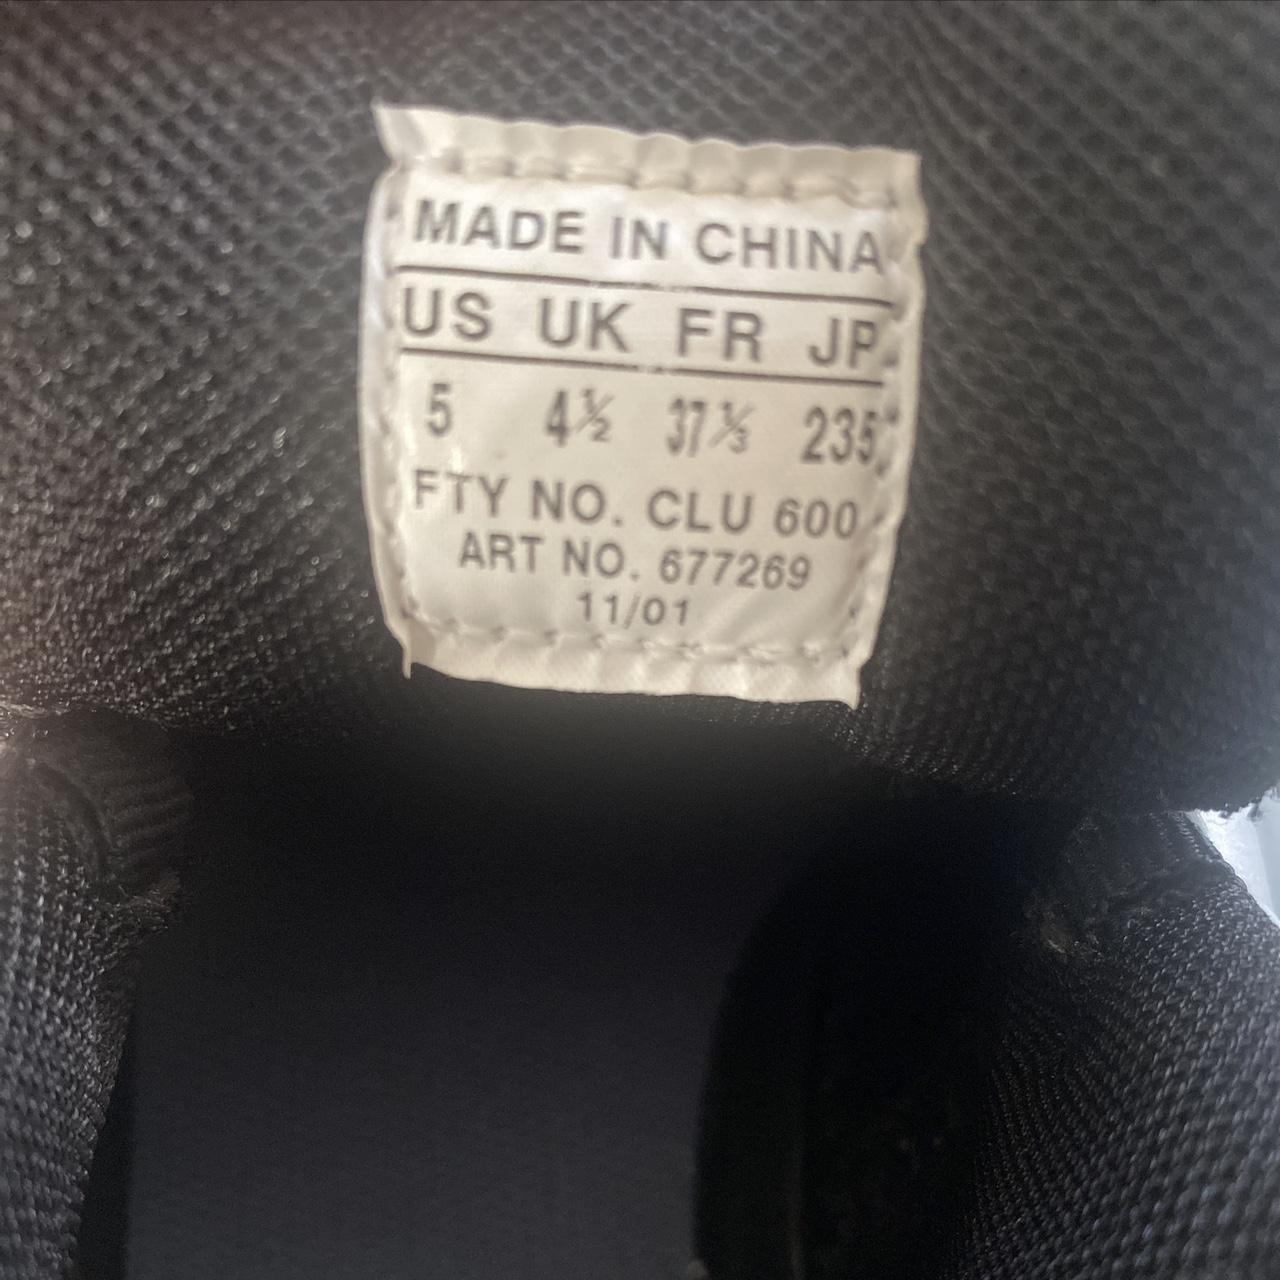 MADE IN CHINA
US UK FR JP
5 4½ 37⅓ 235
FTY NO. CLU 600
ART NO. 677269
11/01